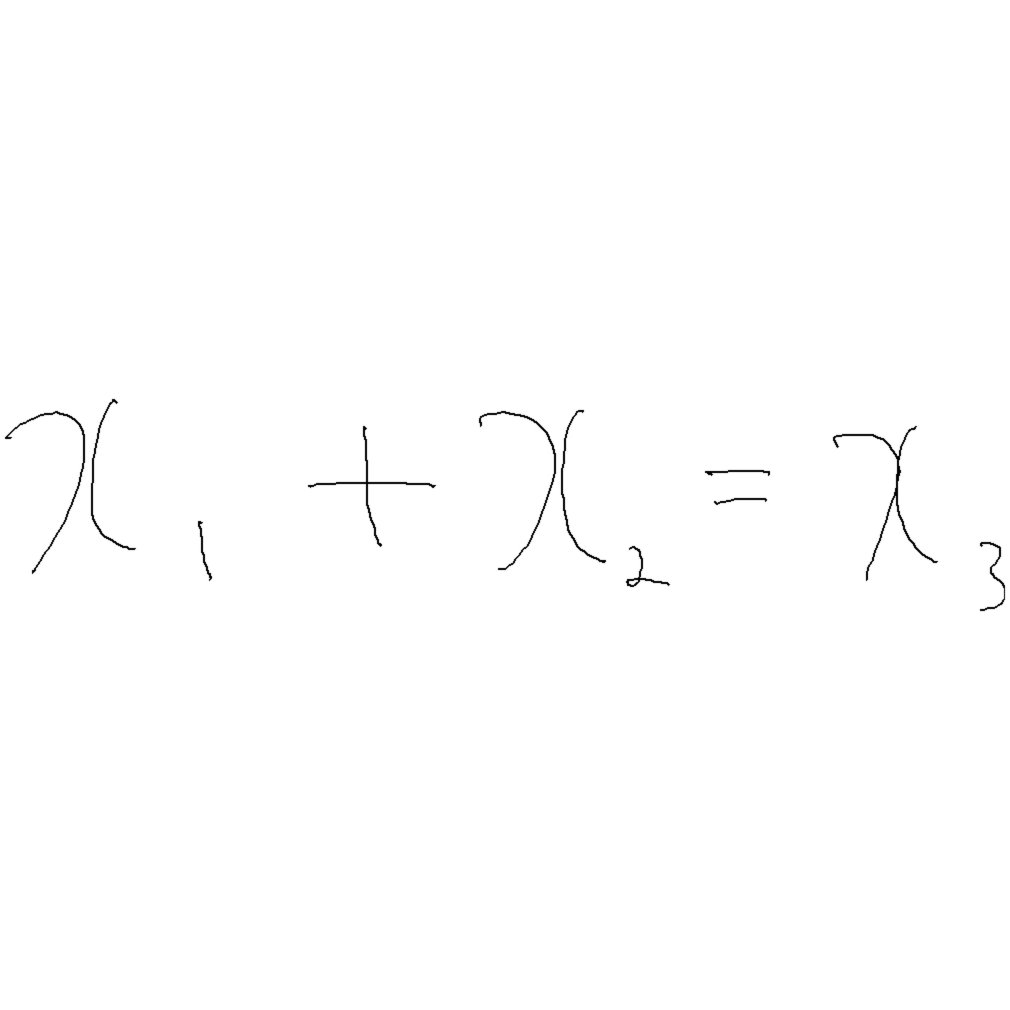 x₁ + x₂ = x₃